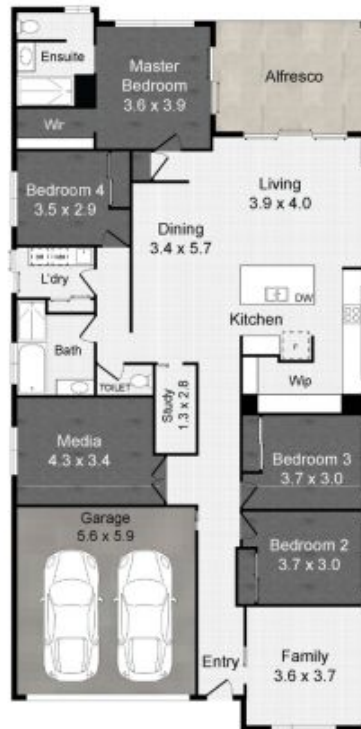 Ensuite
Master
Bedroom
3.6 x 3.9
Alfresco
Wir
Bedroom 4
3.5 x 2.9
Living
3.9 x 4.0
Dining
3.4 x 5.7
L'dry
DW
Kitchen
F
Bath
Wip
TOILET
Study
1.3 x 2.8
Media
4.3 x 3.4
Bedroom 3
3.7 x 3.0
Garage
5.6 x 5.9
Bedroom 2
3.7 x 3.0
Entry
Family
3.6 x 3.7